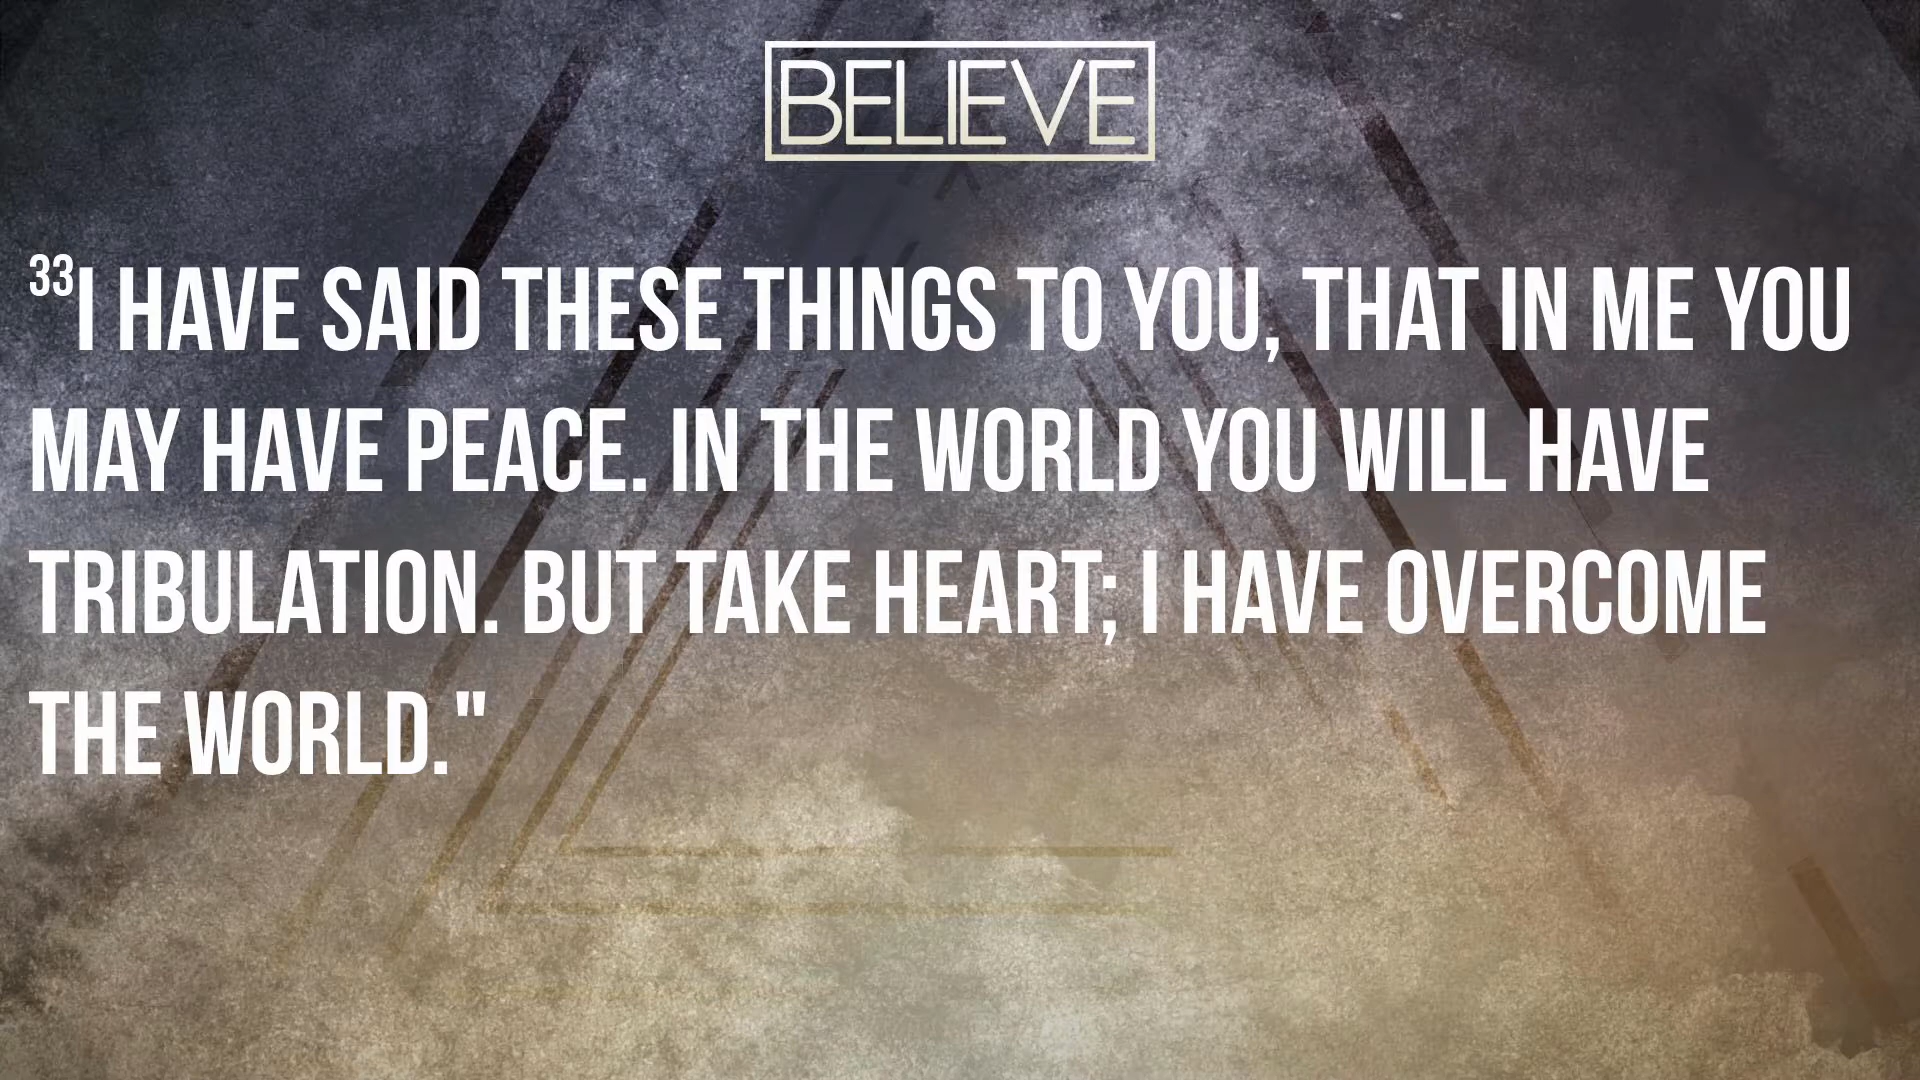 BELIEVE
33I HAVE SAID THESE THINGS TO YOU, THAT IN ME YOU
MAY HAVE PEACE. IN THE WORLD YOU WILL HAVE
TRIBULATION. BUT TAKE HEART; I HAVE OVERCOME
THE WORLD."